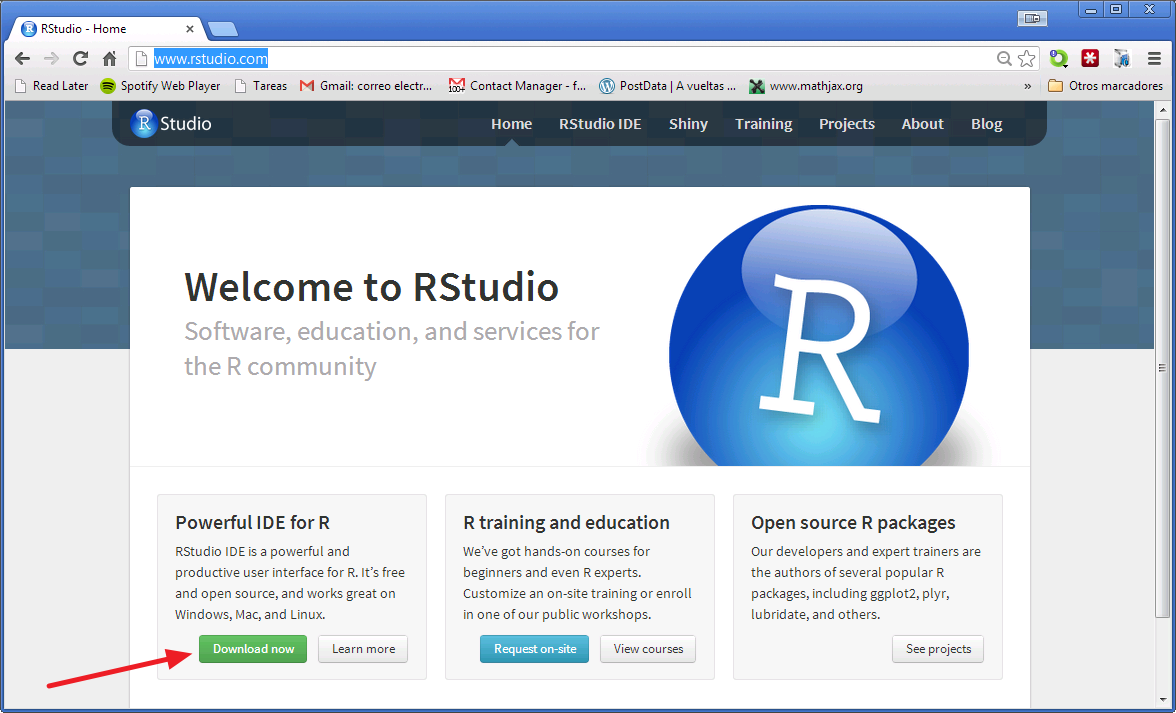 RStudio - Home
www.rstudio.com
Read Later Spotify Web Player Tareas Gmail: correo electr... 100+ Contact Manager - f... PostData | A vueltas ... www.mathjax.org » Otros marcadores
R Studio Home RStudio IDE Shiny Training Projects About Blog
Welcome to RStudio
Software, education, and services for
the R community
R
Powerful IDE for R
RStudio IDE is a powerful and
productive user interface for R. It’s free
and open source, and works great on
Windows, Mac, and Linux.
Download now Learn more
R training and education
We’ve got hands-on courses for
beginners and even R experts.
Customize an on-site training or enroll
in one of our public workshops.
Request on-site View courses
Open source R packages
Our developers and expert trainers are
the authors of several popular R
packages, including ggplot2, plyr,
lubridate, and others.
See projects